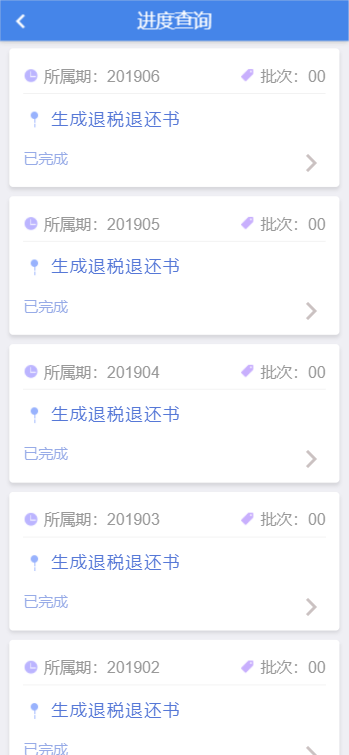 进度查询
所属期：201906 批次：00
生成退税退还书
已完成
所属期：201905 批次：00
生成退税退还书
已完成
所属期：201904 批次：00
生成退税退还书
已完成
所属期：201903 批次：00
生成退税退还书
已完成
所属期：201902 批次：00
生成退税退还书
已完成